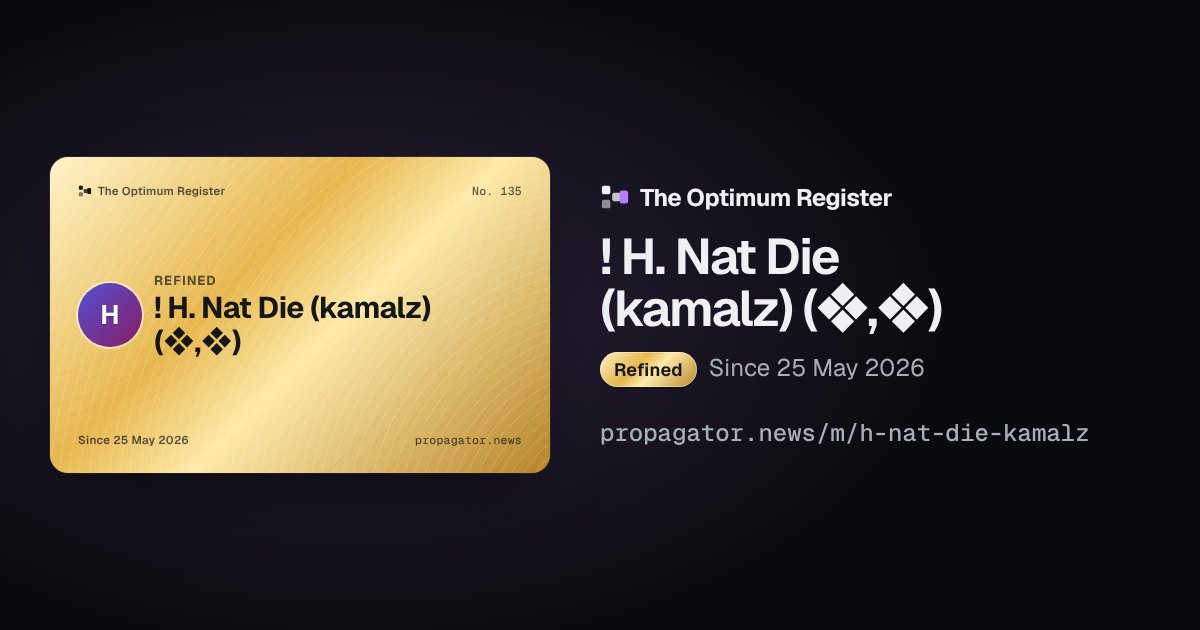 The Optimum Register
No. 135
REFINED
H
! H. Nat Die (kamalz)
(❖,❖)
Since 25 May 2026
propagator.news
The Optimum Register
! H. Nat Die
(kamalz) (❖,❖)
Refined
Since 25 May 2026
propagator.news/m/h-nat-die-kamalz